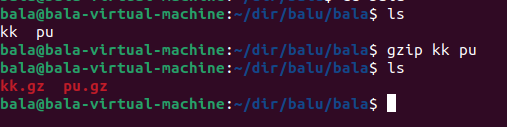 bala@bala-virtual-machine:~/dir/balu/bala$ ls
kk  pu
bala@bala-virtual-machine:~/dir/balu/bala$ gzip kk pu
bala@bala-virtual-machine:~/dir/balu/bala$ ls
kk.gz  pu.gz
bala@bala-virtual-machine:~/dir/balu/bala$